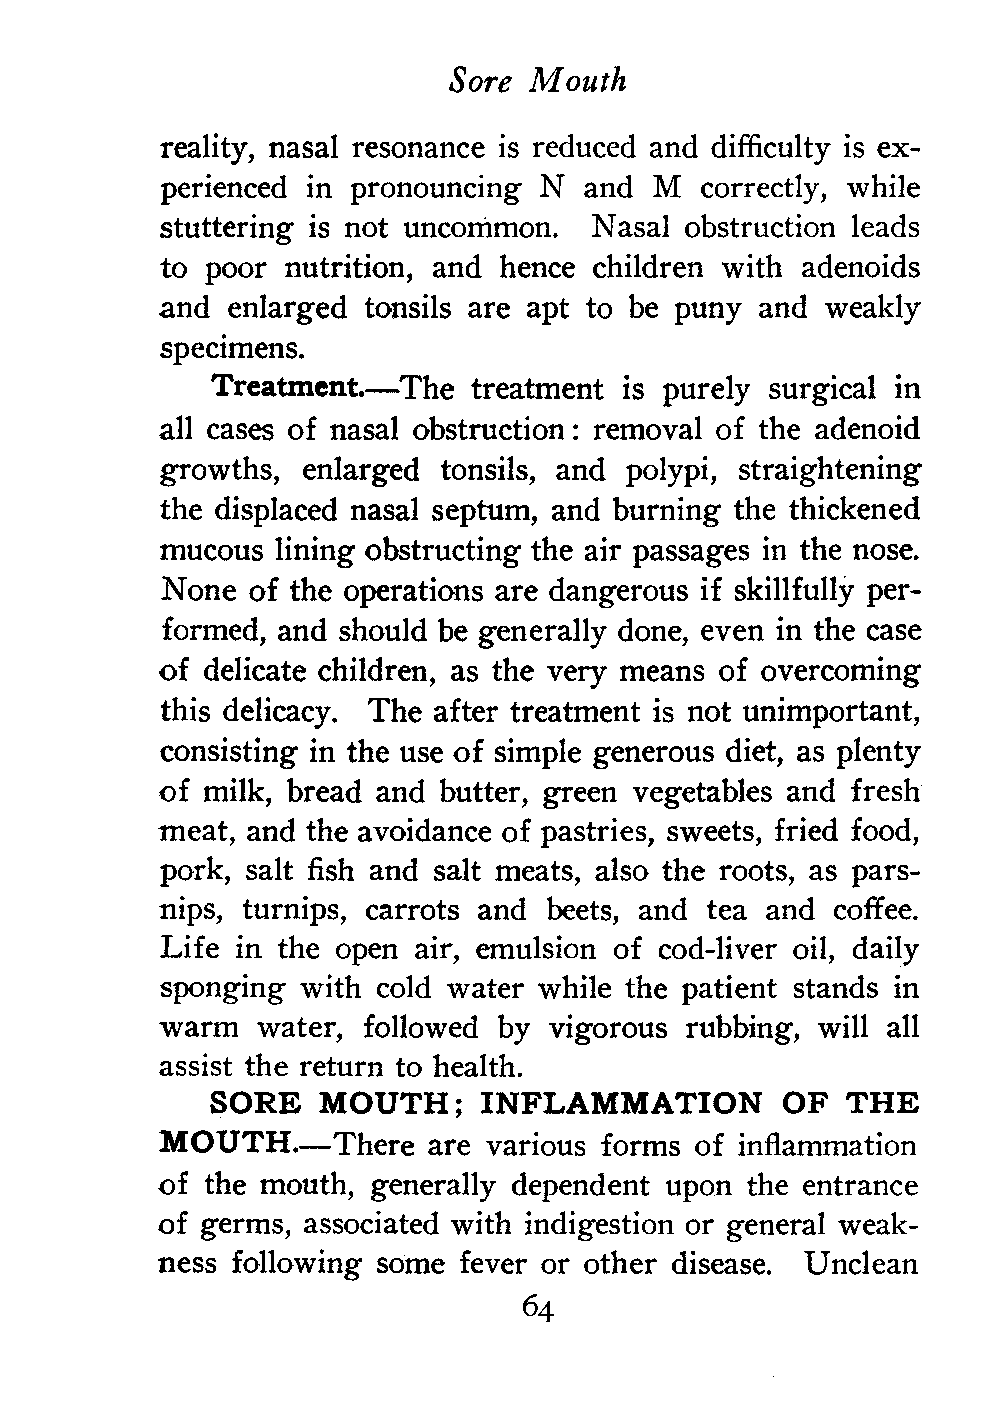 Sore Mouth
reality, nasal resonance is reduced and difficulty is ex-
perienced in pronouncing N and M correctly, while
stuttering is not uncommon. Nasal obstruction leads
to poor nutrition, and hence children with adenoids
and enlarged tonsils are apt to be puny and weakly
specimens.
Treatment.—The treatment is purely surgical in
all cases of nasal obstruction: removal of the adenoid
growths, enlarged tonsils, and polypi, straightening
the displaced nasal septum, and burning the thickened
mucous lining obstructing the air passages in the nose.
None of the operations are dangerous if skillfully per-
formed, and should be generally done, even in the case
of delicate children, as the very means of overcoming
this delicacy. The after treatment is not unimportant,
consisting in the use of simple generous diet, as plenty
of milk, bread and butter, green vegetables and fresh
meat, and the avoidance of pastries, sweets, fried food,
pork, salt fish and salt meats, also the roots, as pars-
nips, turnips, carrots and beets, and tea and coffee.
Life in the open air, emulsion of cod-liver oil, daily
sponging with cold water while the patient stands in
warm water, followed by vigorous rubbing, will all
assist the return to health.
SORE MOUTH; INFLAMMATION OF THE
MOUTH.—There are various forms of inflammation
of the mouth, generally dependent upon the entrance
of germs, associated with indigestion or general weak-
ness following some fever or other disease. Unclean
64